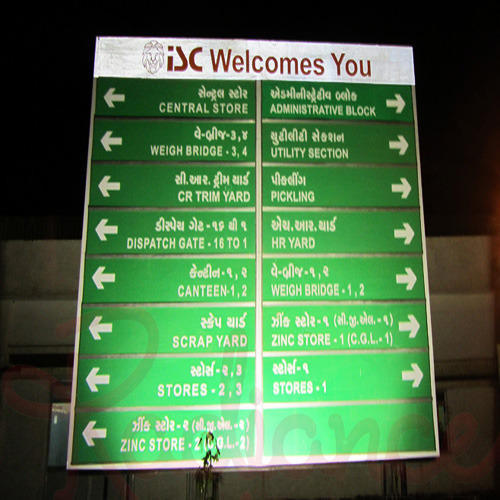 iSC Welcomes You
સેન્ટ્રલ સ્ટોર
CENTRAL STORE
એડમીનીસ્ટ્રેટીવ બ્લોક
ADMINISTRATIVE BLOCK
વે-બ્રીજ-૩,૪
WEIGH BRIDGE - 3, 4
યુટીલીટી સેકશન
UTILITY SECTION
સી.આર. ટ્રીમ યાર્ડ
CR TRIM YARD
પીકલીંગ
PICKLING
ડીસ્પેચ ગેટ - ૧૬ થી ૧
DISPATCH GATE - 16 TO 1
એચ.આર.યાર્ડ
HR YARD
કેન્ટીન-૧,૨
CANTEEN-1,2
વે-બ્રીજ-૧,૨
WEIGH BRIDGE - 1, 2
સ્ક્રેપ યાર્ડ
SCRAP YARD
ઝીંક સ્ટોર-૧ (સી.જી.એલ.-૧)
ZINC STORE - 1 (C.G.L.-1)
સ્ટોર્સ-૨,૩
STORES - 2, 3
સ્ટોર્સ-૧
STORES - 1
ઝીંક સ્ટોર-૨ (સી.જી.એલ.-૨)
ZINC STORE - 2 (C.G.L.-2)